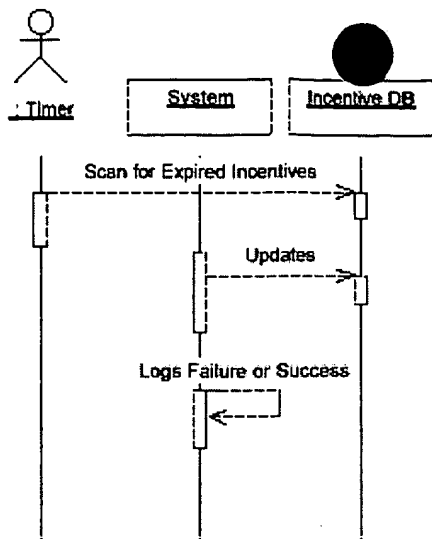 : Timer
System
Incentive DB
Scan for Expired Incentives
Updates
Logs Failure or Success